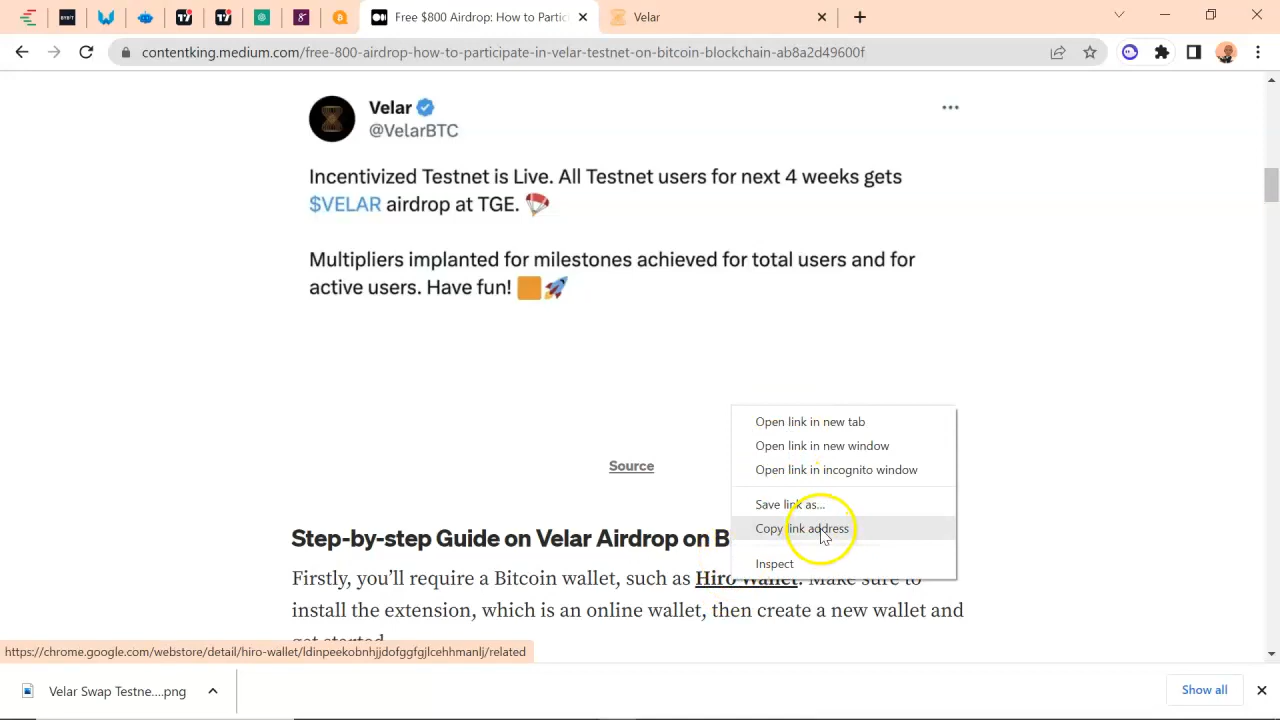 Free $800 Airdrop: How to Partic
Velar
contentking.medium.com/free-800-airdrop-how-to-participate-in-velar-testnet-on-bitcoin-blockchain-ab8a2d49600f
Velar
@VelarBTC
Incentivized Testnet is Live. All Testnet users for next 4 weeks gets
$VELAR airdrop at TGE. 🪂
Multipliers implanted for milestones achieved for total users and for
active users. Have fun! 🟧🚀
Open link in new tab
Open link in new window
Open link in incognito window
Source
Save link as...
Copy link address
Inspect
Step-by-step Guide on Velar Airdrop on B
Firstly, you’ll require a Bitcoin wallet, such as Hiro Wallet. Make sure to
install the extension, which is an online wallet, then create a new wallet and
get started
https://chrome.google.com/webstore/detail/hiro-wallet/ldinpeekobnhjjdofggfgjlcehhmanlj/related
Velar Swap Testne....png
Show all